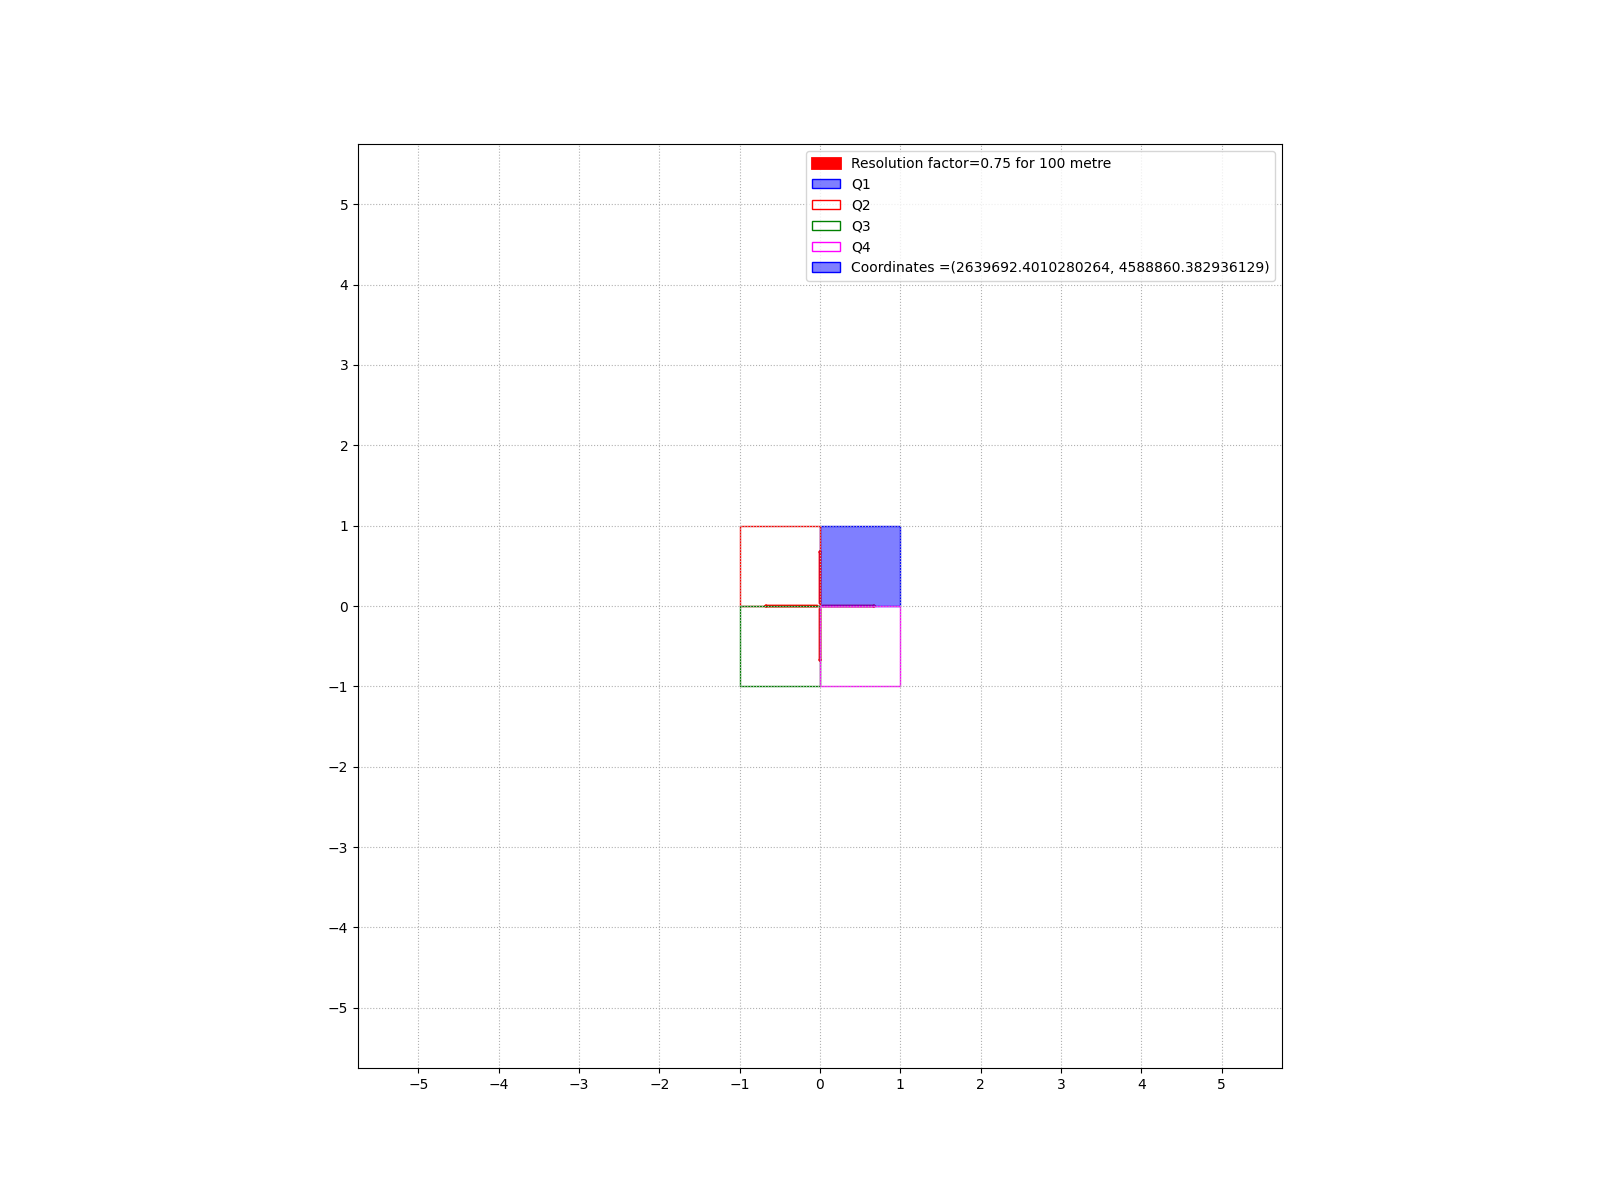 Resolution factor=0.75 for 100 metre
Q1
Q2
Q3
Q4
Coordinates =(2639692.4010280264, 4588860.382936129)
5
4
3
2
1
0
−1
−2
−3
−4
−5
−5 −4 −3 −2 −1 0 1 2 3 4 5